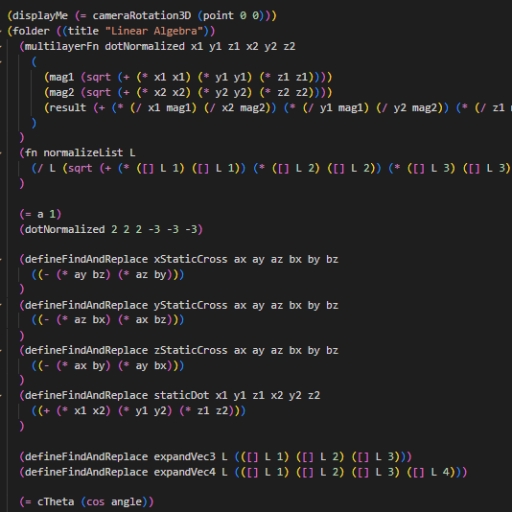 (displayMe (= cameraRotation3D (point 0 0)))
(folder ((title "Linear Algebra"))
(multilayerFn dotNormalized x1 y1 z1 x2 y2 z2
(
(mag1 (sqrt (+ (* x1 x1) (* y1 y1) (* z1 z1))))
(mag2 (sqrt (+ (* x2 x2) (* y2 y2) (* z2 z2))))
(result (+ (* (/ x1 mag1) (/ x2 mag2)) (* (/ y1 mag1) (/ y2 mag2)) (* (/ z1
)
)
(fn normalizeList L
(/ L (sqrt (+ (* ([] L 1) ([] L 1)) (* ([] L 2) ([] L 2)) (* ([] L 3) ([] L 3)
)
(= a 1)
(dotNormalized 2 2 2 -3 -3 -3)
(defineFindAndReplace xStaticCross ax ay az bx by bz
((- (* ay bz) (* az by)))
)
(defineFindAndReplace yStaticCross ax ay az bx by bz
((- (* az bx) (* ax bz)))
)
(defineFindAndReplace zStaticCross ax ay az bx by bz
((- (* ax by) (* ay bx)))
)
(defineFindAndReplace staticDot x1 y1 z1 x2 y2 z2
((+ (* x1 x2) (* y1 y2) (* z1 z2)))
)
(defineFindAndReplace expandVec3 L (([] L 1) ([] L 2) ([] L 3)))
(defineFindAndReplace expandVec4 L (([] L 1) ([] L 2) ([] L 3) ([] L 4)))
(= cTheta (cos angle))